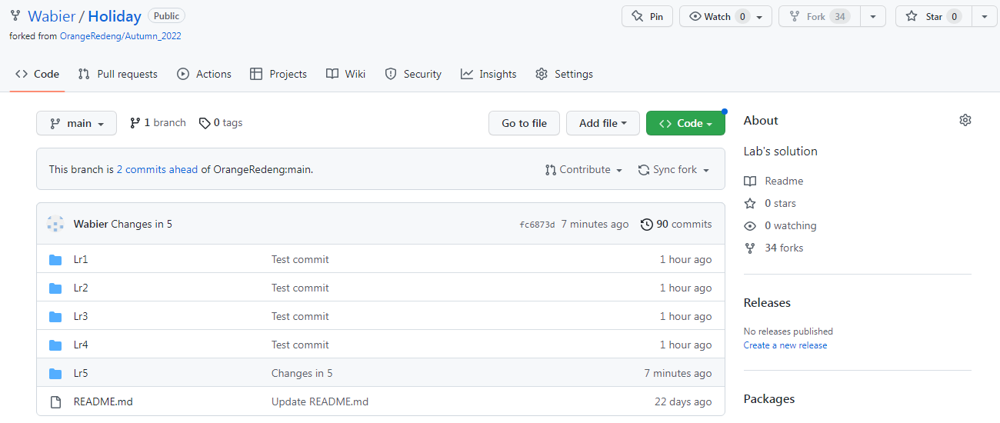 Wabier / Holiday Public Pin Watch 0 Fork 34 Star 0
forked from OrangeRedeng/Autumn_2022
Code Pull requests Actions Projects Wiki Security Insights Settings
main 1 branch 0 tags Go to file Add file Code
This branch is 2 commits ahead of OrangeRedeng:main. Contribute Sync fork
Wabier Changes in 5 fc6873d 7 minutes ago 90 commits
Lr1 Test commit 1 hour ago
Lr2 Test commit 1 hour ago
Lr3 Test commit 1 hour ago
Lr4 Test commit 1 hour ago
Lr5 Changes in 5 7 minutes ago
README.md Update README.md 22 days ago
About
Lab's solution
Readme
0 stars
0 watching
34 forks
Releases
No releases published
Create a new release
Packages